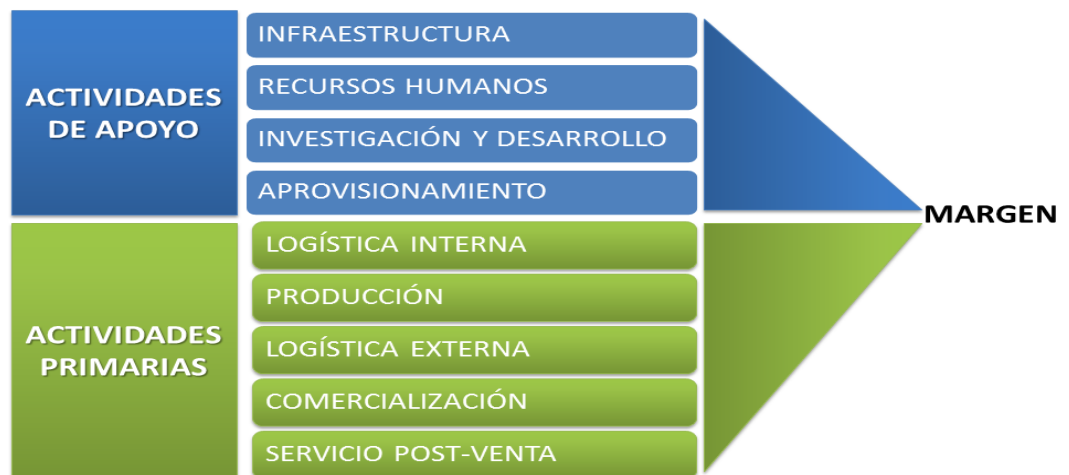 ACTIVIDADES
DE APOYO
INFRAESTRUCTURA
RECURSOS HUMANOS
INVESTIGACIÓN Y DESARROLLO
APROVISIONAMIENTO
MARGEN
ACTIVIDADES
PRIMARIAS
LOGÍSTICA INTERNA
PRODUCCIÓN
LOGÍSTICA EXTERNA
COMERCIALIZACIÓN
SERVICIO POST-VENTA